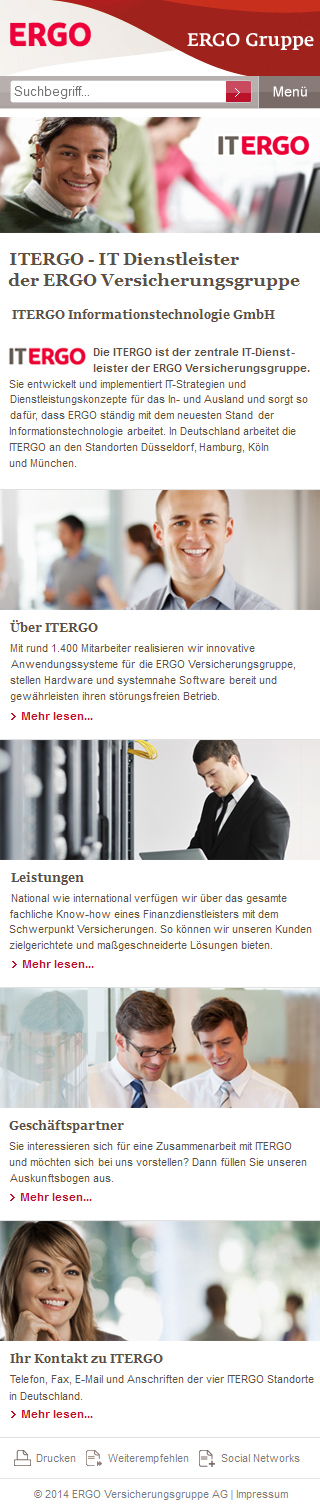 ERGO
ERGO Gruppe
Suchbegriff...
Menü
ITERGO
ITERGO - IT Dienstleister
der ERGO Versicherungsgruppe
ITERGO Informationstechnologie GmbH
ITERGO Die ITERGO ist der zentrale IT-Dienst-
leister der ERGO Versicherungsgruppe.
Sie entwickelt und implementiert IT-Strategien und
Dienstleistungskonzepte für das In- und Ausland und sorgt so
dafür, dass ERGO ständig mit dem neuesten Stand der
Informationstechnologie arbeitet. In Deutschland arbeitet die
ITERGO an den Standorten Düsseldorf, Hamburg, Köln
und München.
Über ITERGO
Mit rund 1.400 Mitarbeiter realisieren wir innovative
Anwendungssysteme für die ERGO Versicherungsgruppe,
stellen Hardware und systemnahe Software bereit und
gewährleisten ihren störungsfreien Betrieb.
Mehr lesen...
Leistungen
National wie international verfügen wir über das gesamte
fachliche Know-how eines Finanzdienstleisters mit dem
Schwerpunkt Versicherungen. So können wir unseren Kunden
zielgerichtete und maßgeschneiderte Lösungen bieten.
Mehr lesen...
Geschäftspartner
Sie interessieren sich für eine Zusammenarbeit mit ITERGO
und möchten sich bei uns vorstellen? Dann füllen Sie unseren
Auskunftsbogen aus.
Mehr lesen...
Ihr Kontakt zu ITERGO
Telefon, Fax, E-Mail und Anschriften der vier ITERGO Standorte
in Deutschland.
Mehr lesen...
Drucken Weiterempfehlen Social Networks
© 2014 ERGO Versicherungsgruppe AG | Impressum